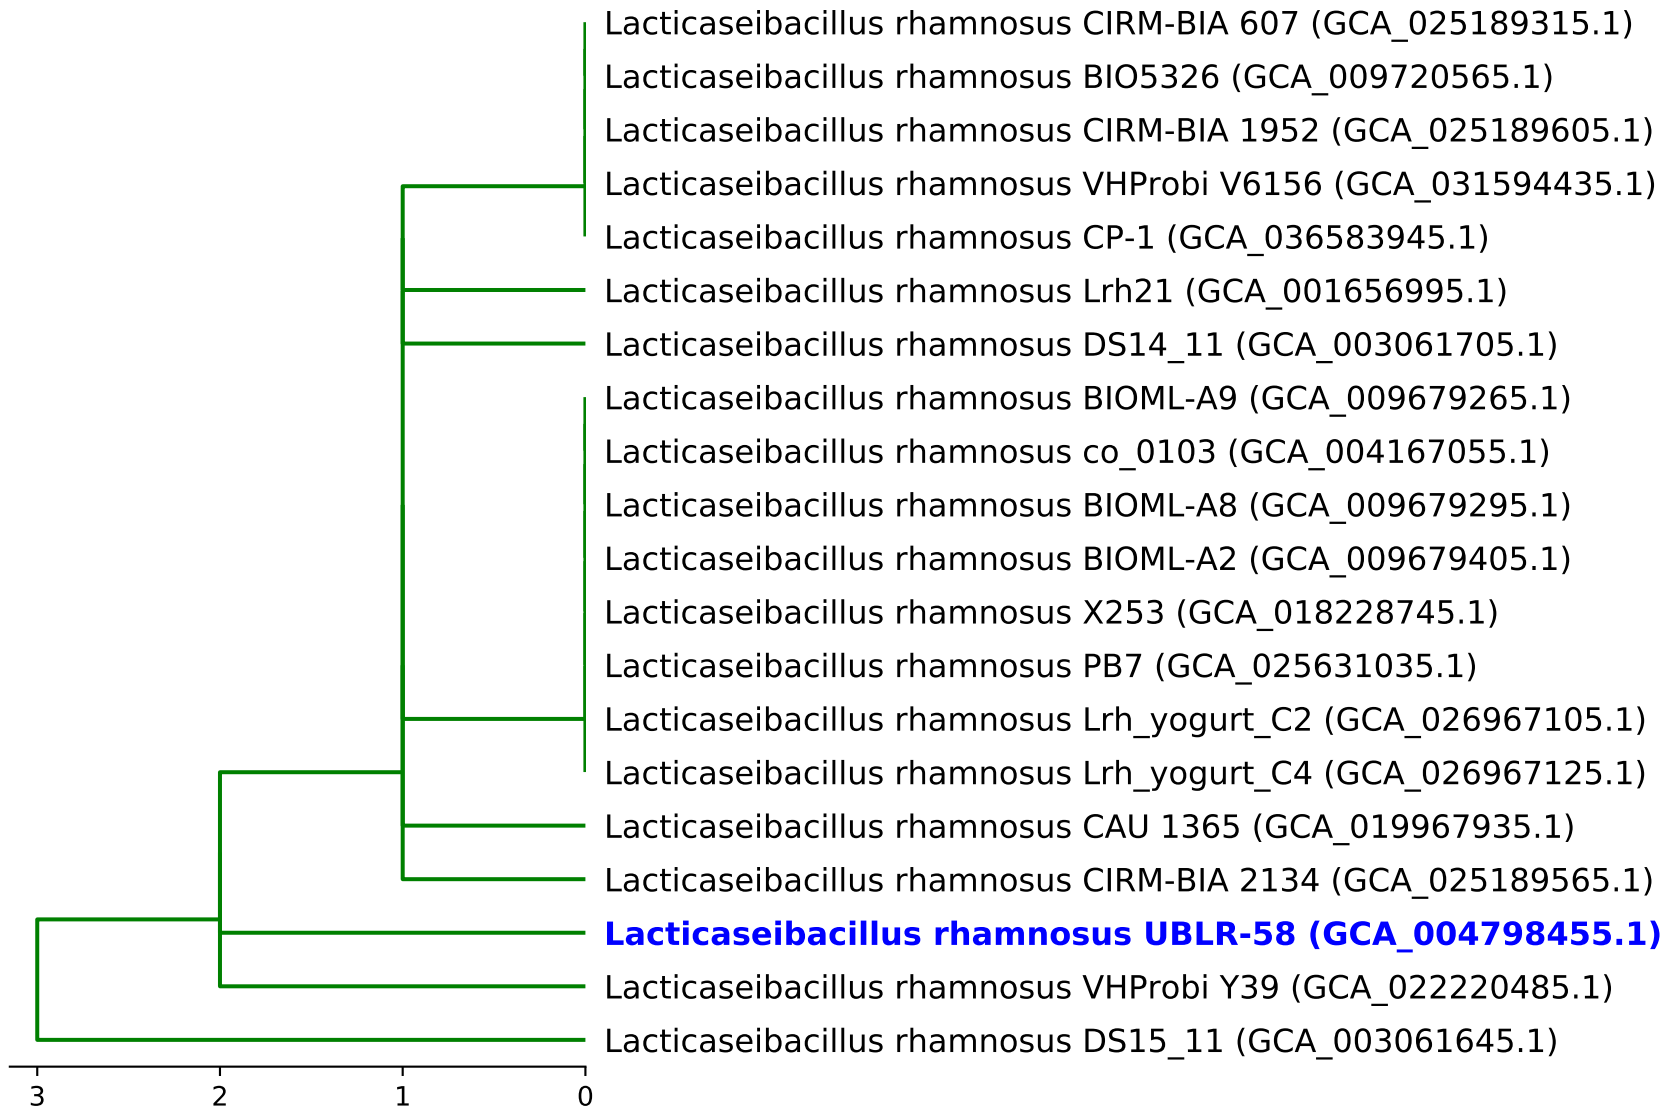 Lacticaseibacillus rhamnosus CIRM-BIA 607 (GCA_025189315.1)
Lacticaseibacillus rhamnosus BIO5326 (GCA_009720565.1)
Lacticaseibacillus rhamnosus CIRM-BIA 1952 (GCA_025189605.1)
Lacticaseibacillus rhamnosus VHProbi V6156 (GCA_031594435.1)
Lacticaseibacillus rhamnosus CP-1 (GCA_036583945.1)
Lacticaseibacillus rhamnosus Lrh21 (GCA_001656995.1)
Lacticaseibacillus rhamnosus DS14_11 (GCA_003061705.1)
Lacticaseibacillus rhamnosus BIOML-A9 (GCA_009679265.1)
Lacticaseibacillus rhamnosus co_0103 (GCA_004167055.1)
Lacticaseibacillus rhamnosus BIOML-A8 (GCA_009679295.1)
Lacticaseibacillus rhamnosus BIOML-A2 (GCA_009679405.1)
Lacticaseibacillus rhamnosus X253 (GCA_018228745.1)
Lacticaseibacillus rhamnosus PB7 (GCA_025631035.1)
Lacticaseibacillus rhamnosus Lrh_yogurt_C2 (GCA_026967105.1)
Lacticaseibacillus rhamnosus Lrh_yogurt_C4 (GCA_026967125.1)
Lacticaseibacillus rhamnosus CAU 1365 (GCA_019967935.1)
Lacticaseibacillus rhamnosus CIRM-BIA 2134 (GCA_025189565.1)
Lacticaseibacillus rhamnosus UBLR-58 (GCA_004798455.1)
Lacticaseibacillus rhamnosus VHProbi Y39 (GCA_022220485.1)
Lacticaseibacillus rhamnosus DS15_11 (GCA_003061645.1)
3 2 1 0